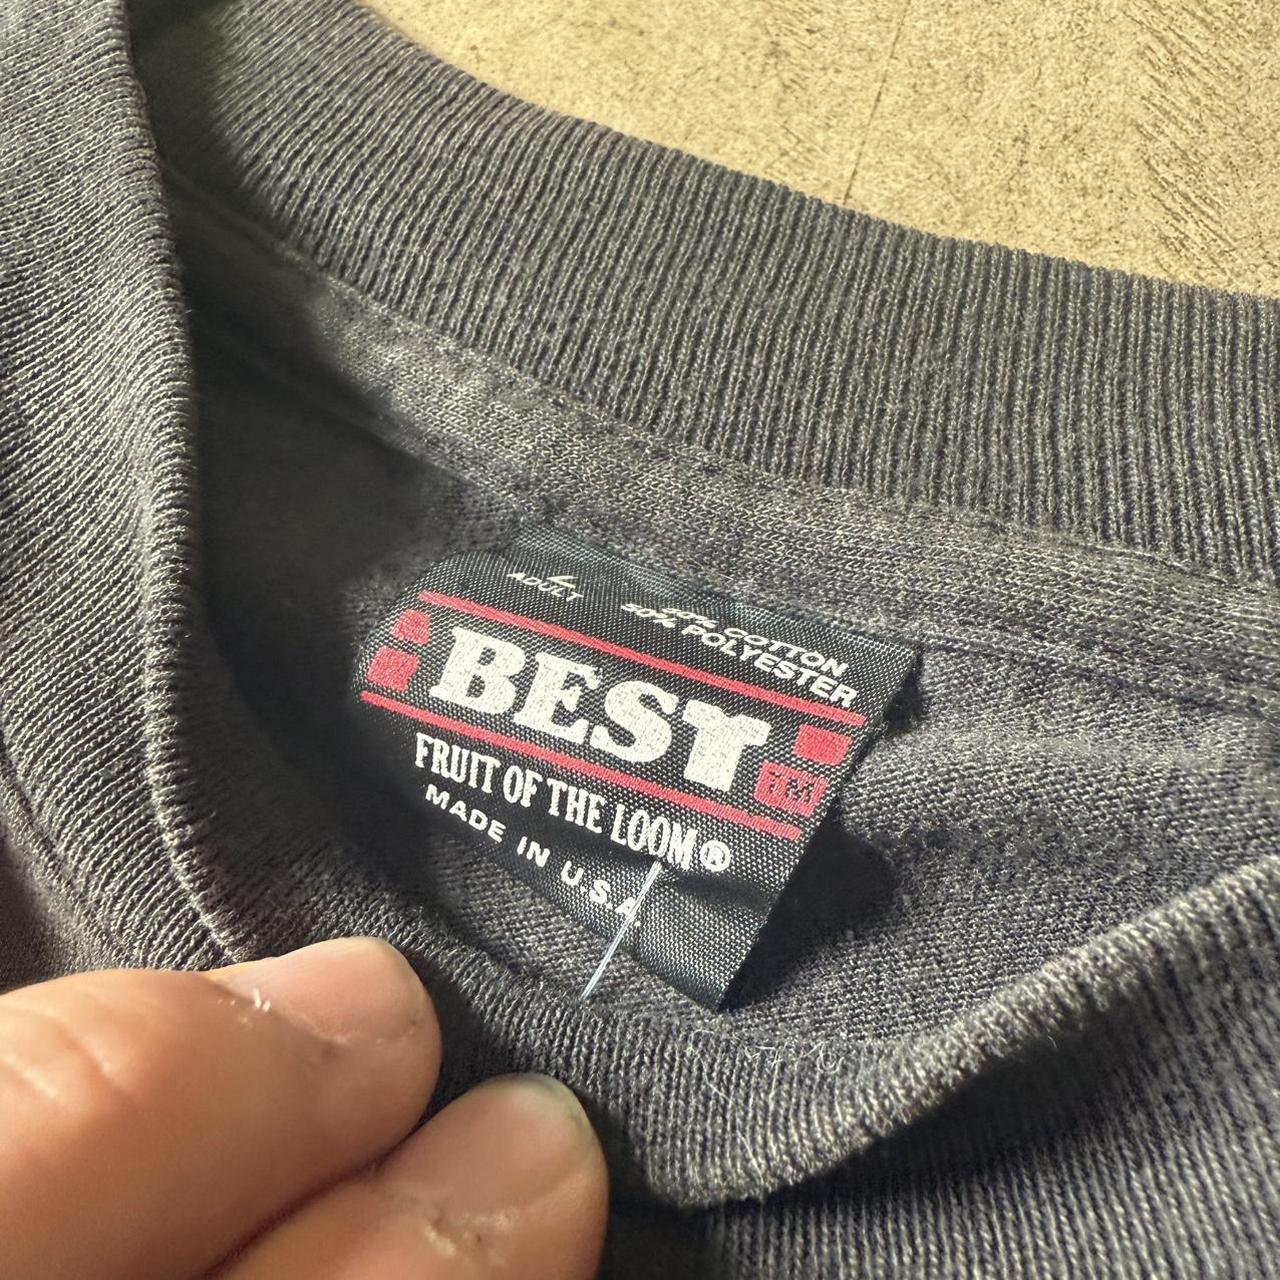 L
ADULT
50% COTTON
50% POLYESTER
BEST
TM
FRUIT OF THE LOOM®
MADE IN U.S.A.